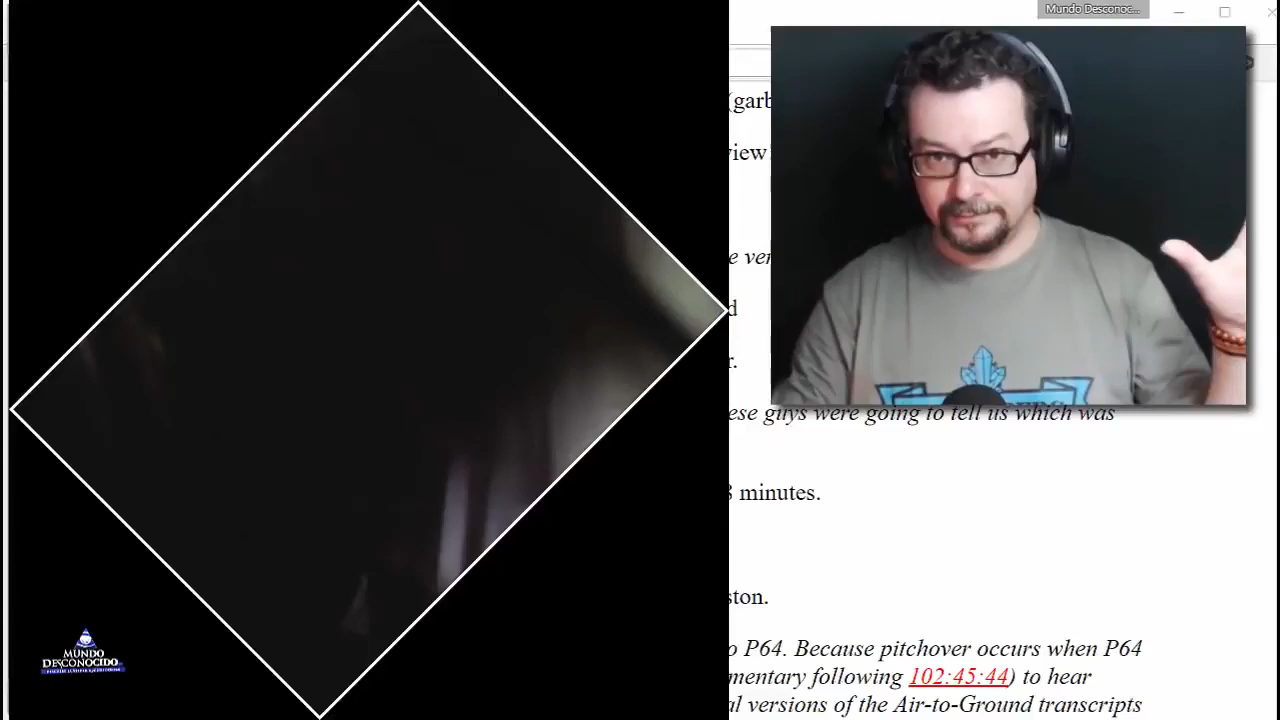 Mundo Desconoc...
(garb
view
e ver
d
r.
ese guys were going to tell us which was
8 minutes.
ston.
o P64. Because pitchover occurs when P64
mentary following 102:45:44) to hear
al versions of the Air-to-Ground transcripts
MUNDO
DESCONOCIDO